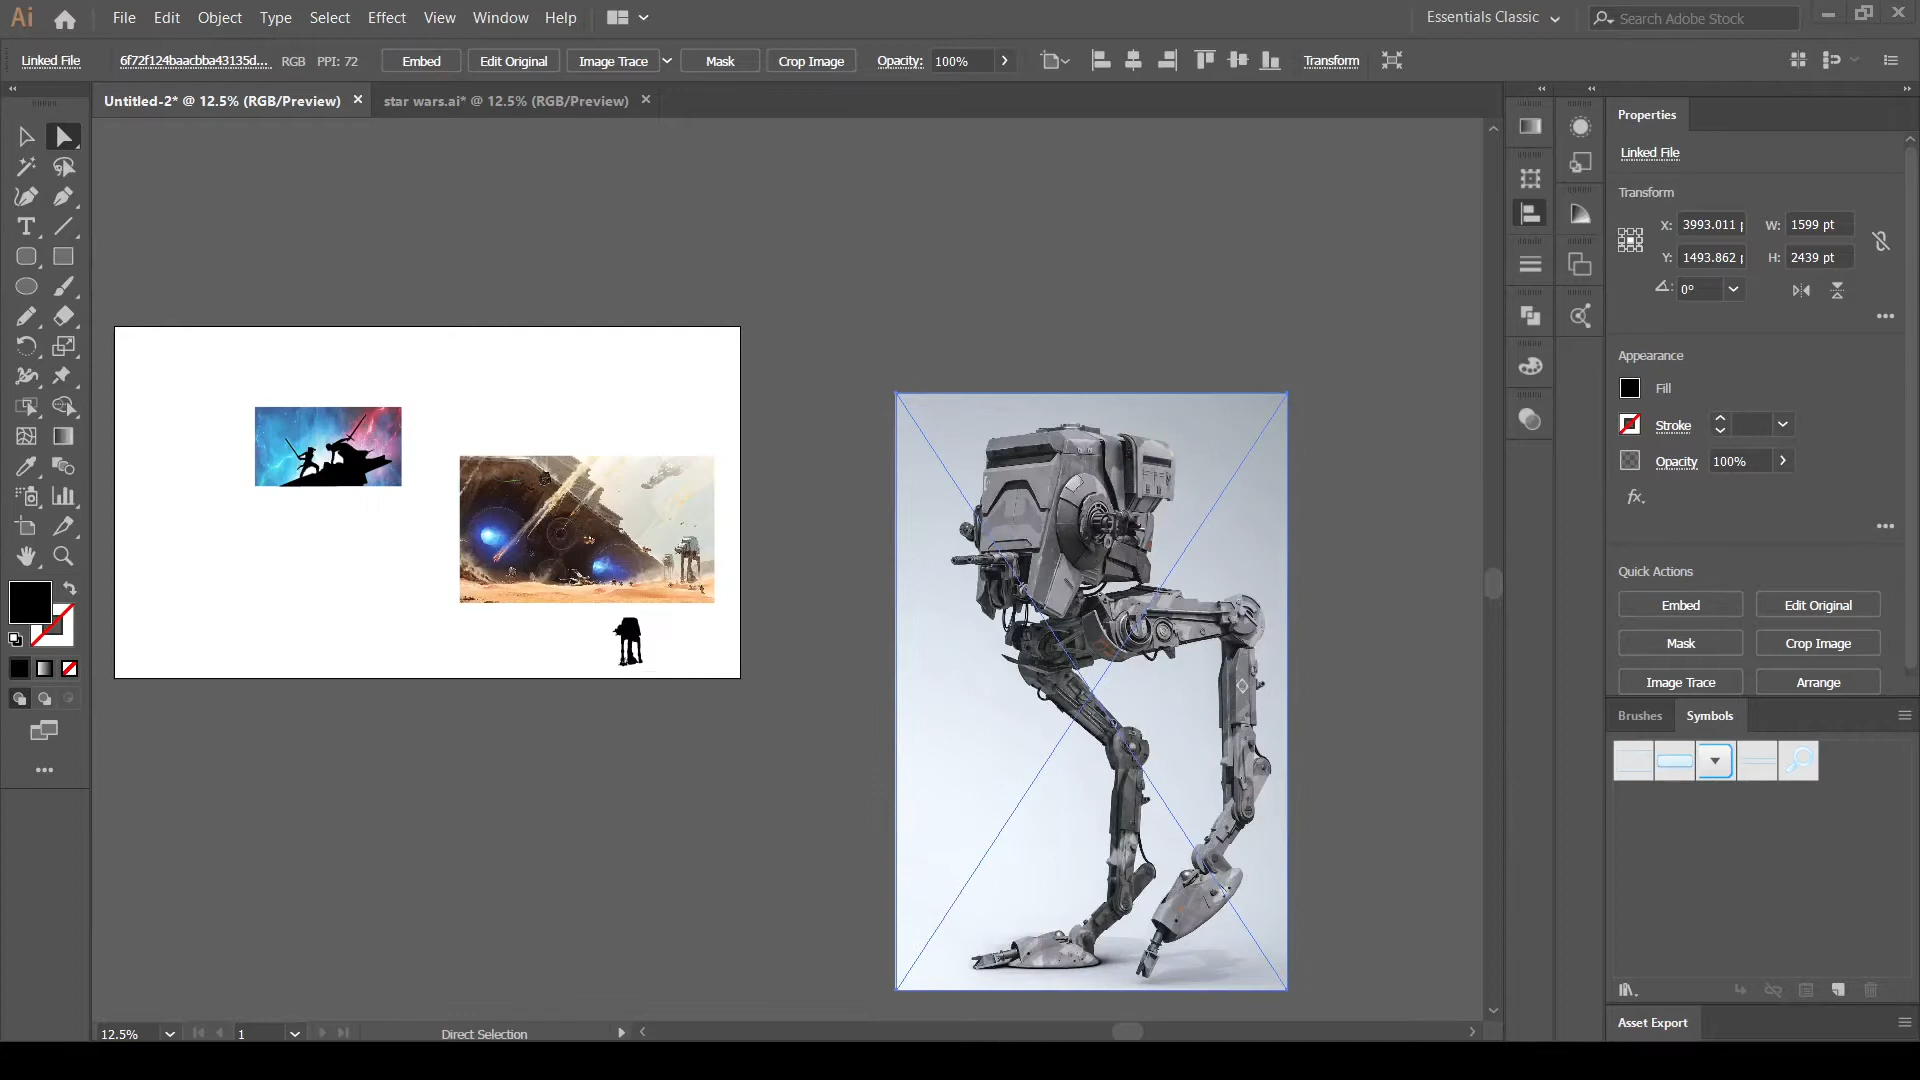 Ai File Edit Object Type Select Effect View Window Help Essentials Classic Search Adobe Stock
Linked File 6f72f124baacbba43135d... RGB PPI: 72 Embed Edit Original Image Trace Mask Crop Image Opacity: 100% Transform
Untitled-2* @ 12.5% (RGB/Preview) × star wars.ai* @ 12.5% (RGB/Preview) ×
Properties
Linked File
Transform
X: 3993.011 p W: 1599 pt
Y: 1493.862 p H: 2439 pt
0°
Appearance
Fill
Stroke
Opacity 100%
fx.
Quick Actions
Embed Edit Original
Mask Crop Image
Image Trace Arrange
Brushes Symbols
Asset Export
12.5% 1 Direct Selection